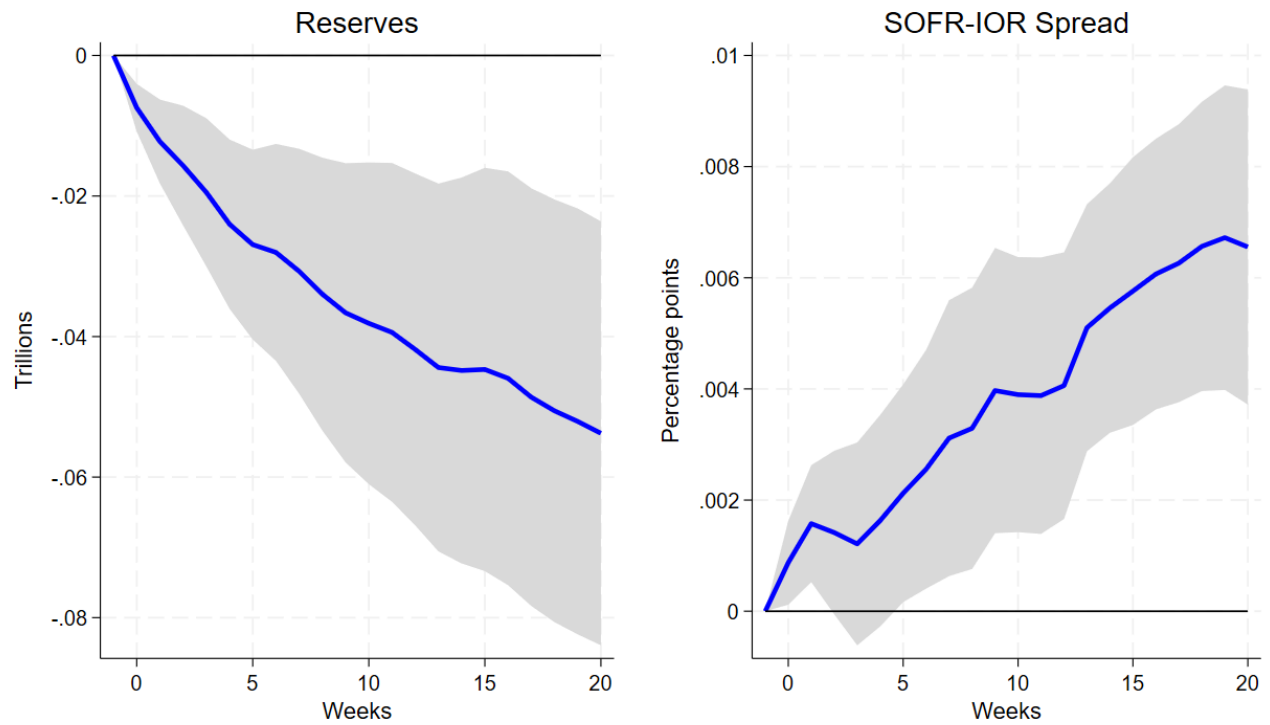 Reserves
Trillions
0
-.02
-.04
-.06
-.08
0 5 10 15 20
Weeks
SOFR-IOR Spread
Percentage points
.01
.008
.006
.004
.002
0
0 5 10 15 20
Weeks